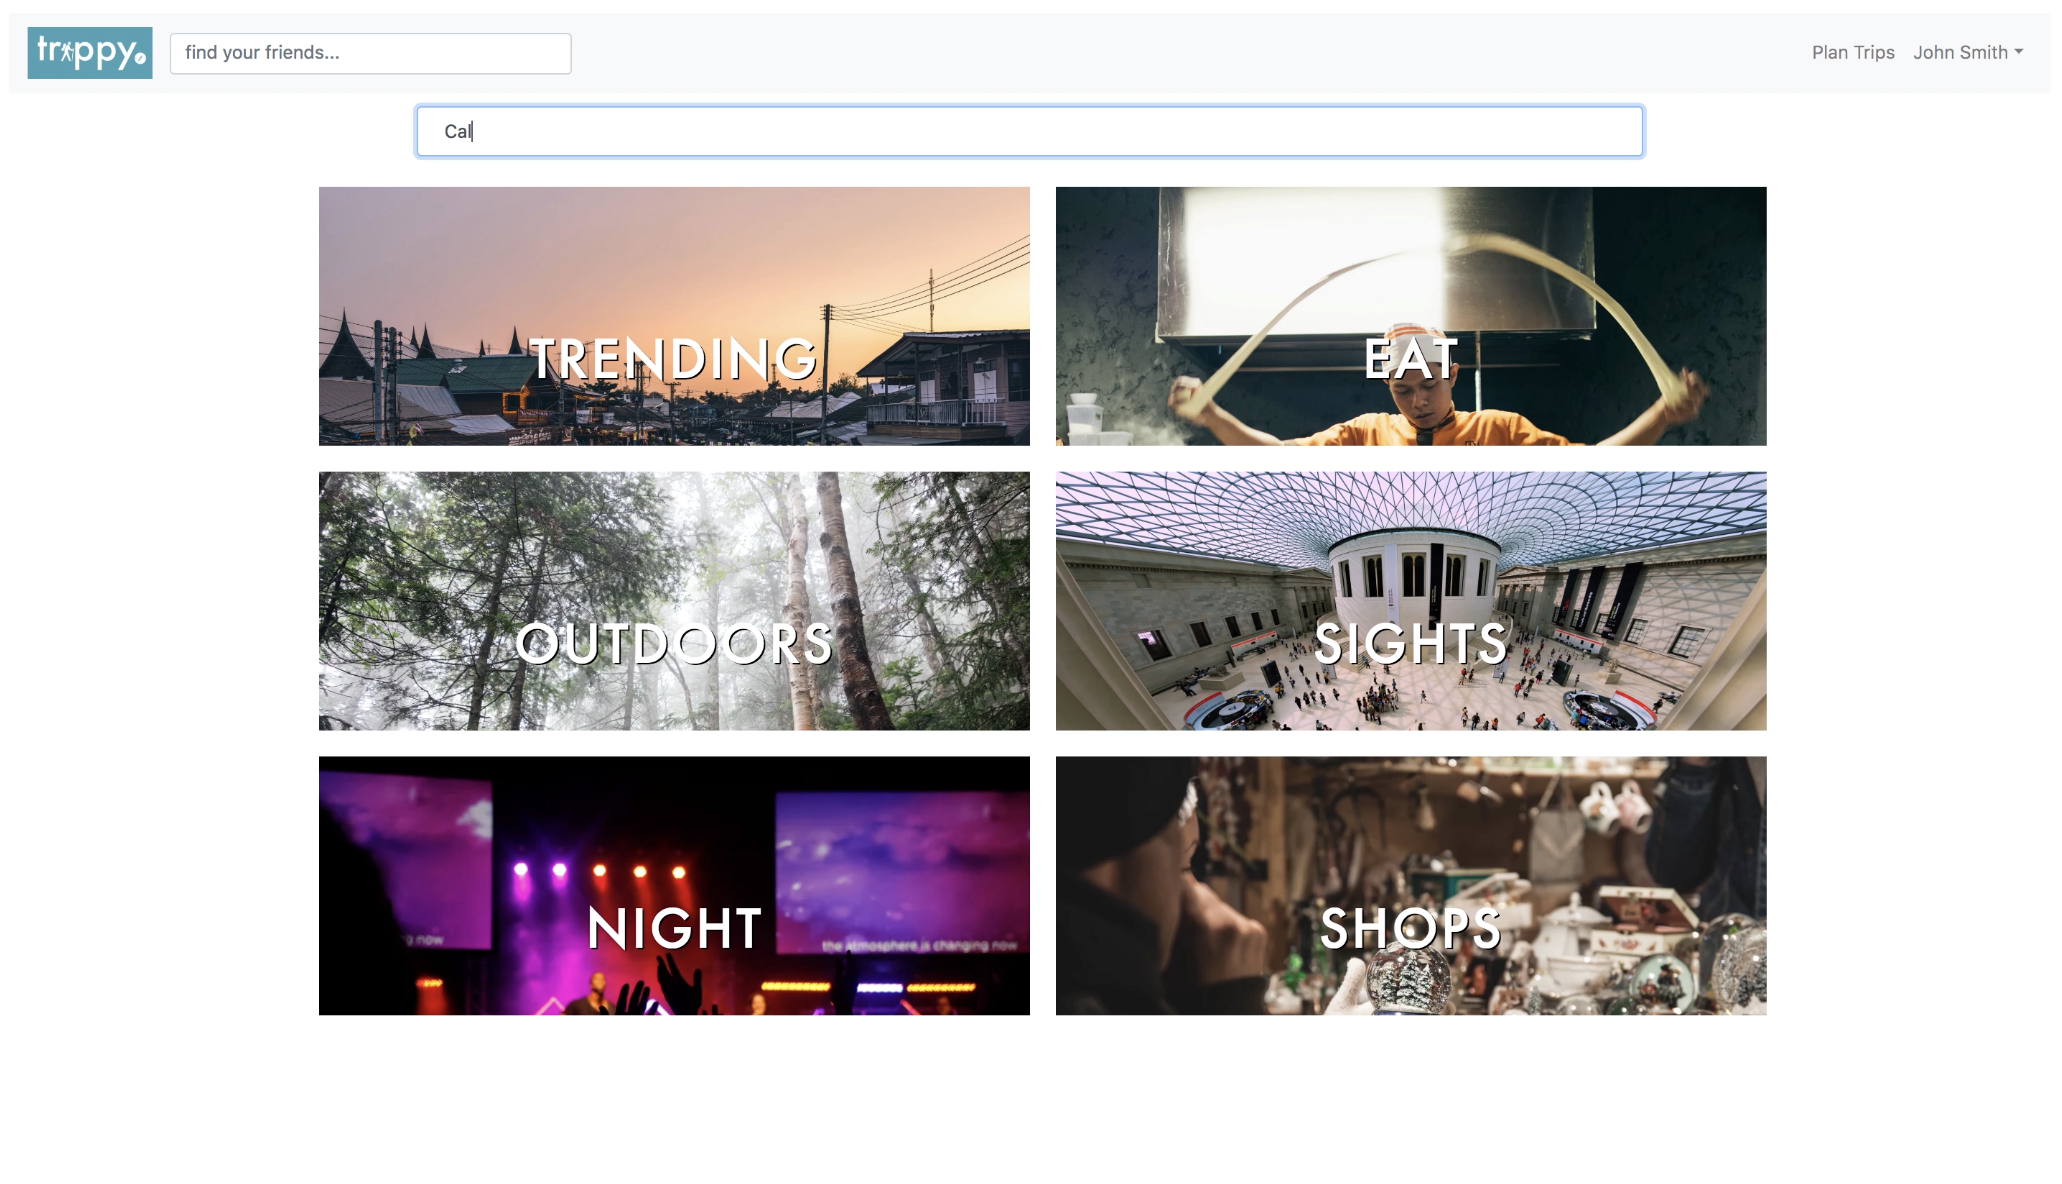 trippy.
find your friends...
Plan Trips
John Smith
Cal
TRENDING
EAT
OUTDOORS
SIGHTS
NIGHT
g now
the atmosphere is changing now
SHOPS